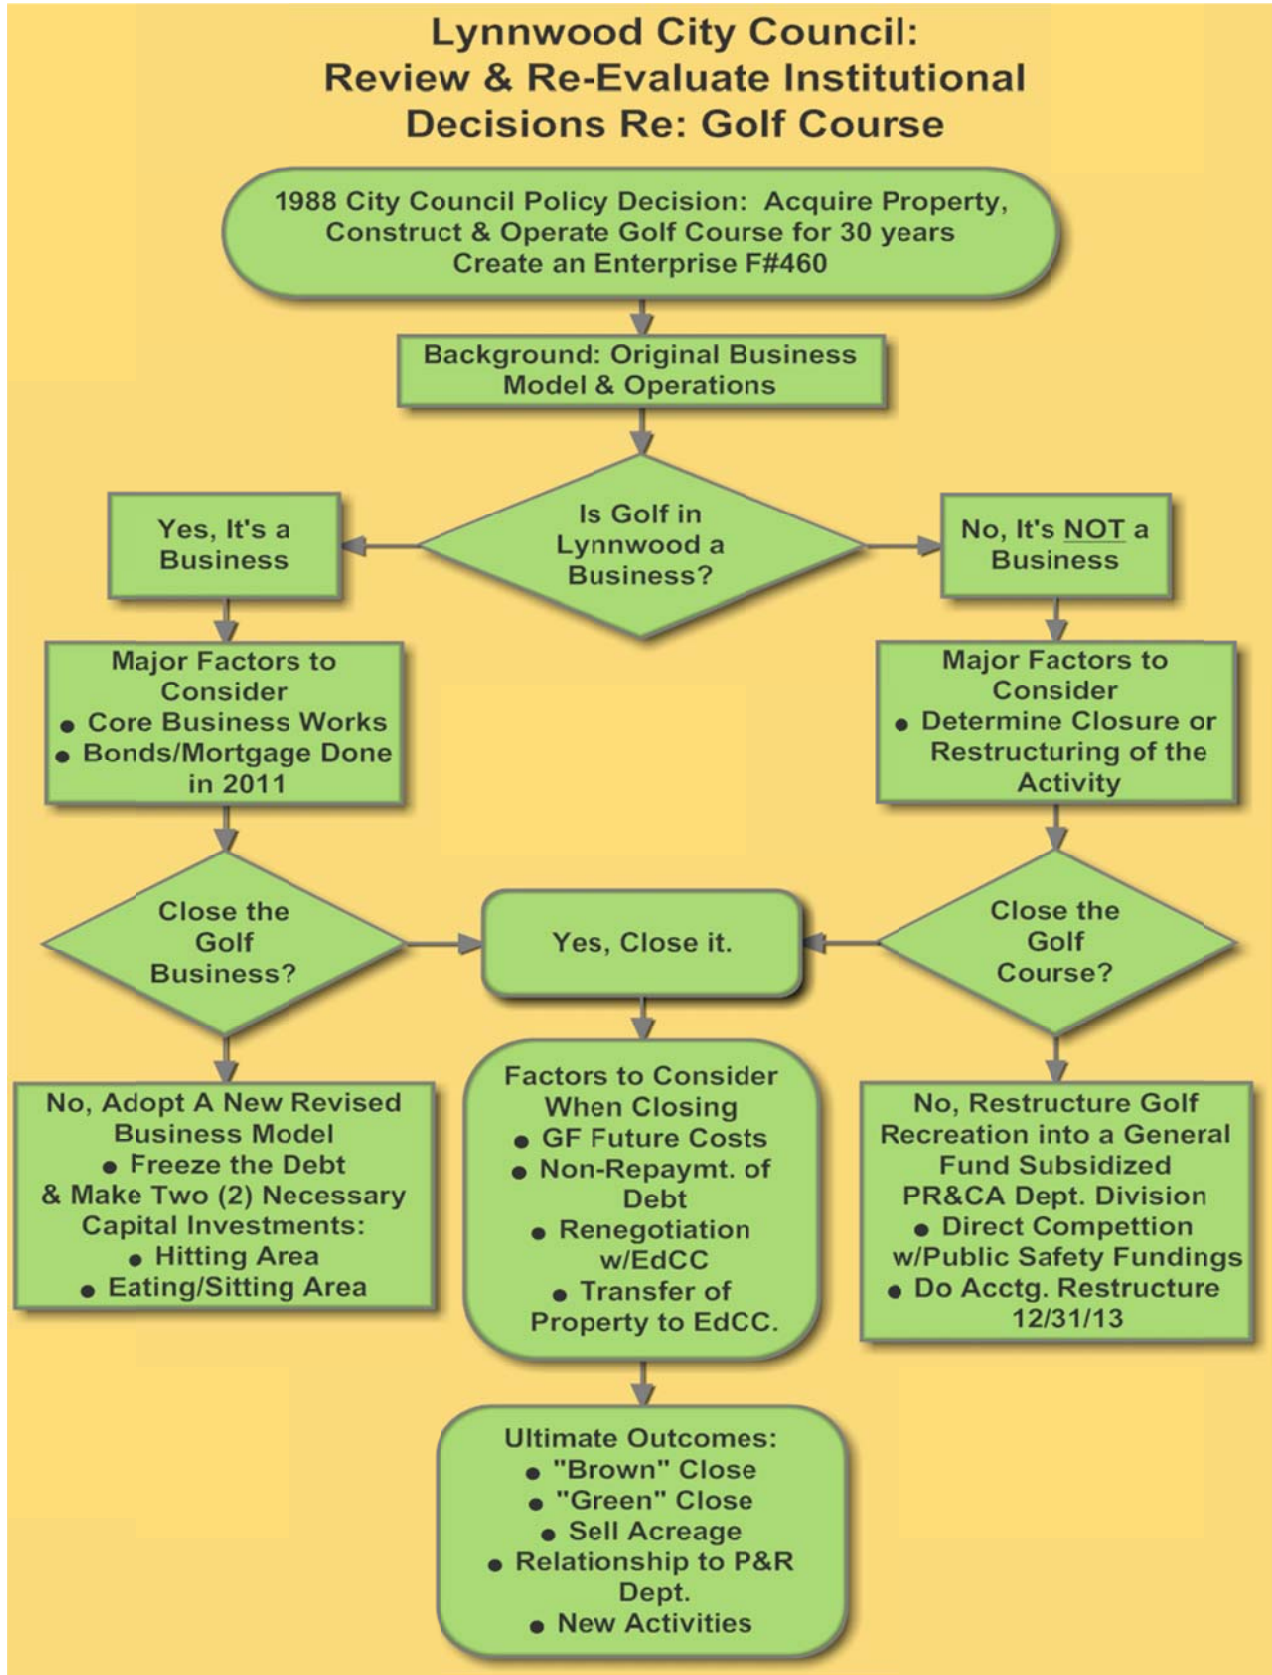 Lynnwood City Council:
Review & Re-Evaluate Institutional
Decisions Re: Golf Course
1988 City Council Policy Decision: Acquire Property,
Construct & Operate Golf Course for 30 years
Create an Enterprise F#460
Background: Original Business
Model & Operations
Is Golf in
Lynnwood a
Business?
Yes, It's a
Business
No, It's NOT a
Business
Major Factors to
Consider
• Core Business Works
• Bonds/Mortgage Done
in 2011
Major Factors to
Consider
• Determine Closure or
Restructuring of the
Activity
Close the
Golf
Business?
Yes, Close it.
Close the
Golf
Course?
No, Adopt A New Revised
Business Model
• Freeze the Debt
& Make Two (2) Necessary
Capital Investments:
• Hitting Area
• Eating/Sitting Area
Factors to Consider
When Closing
• GF Future Costs
• Non-Repaymt. of
Debt
• Renegotiation
w/EdCC
• Transfer of
Property to EdCC.
No, Restructure Golf
Recreation into a General
Fund Subsidized
PR&CA Dept. Division
• Direct Compettion
w/Public Safety Fundings
• Do Acctg. Restructure
12/31/13
Ultimate Outcomes:
• "Brown" Close
• "Green" Close
• Sell Acreage
• Relationship to P&R
Dept.
• New Activities